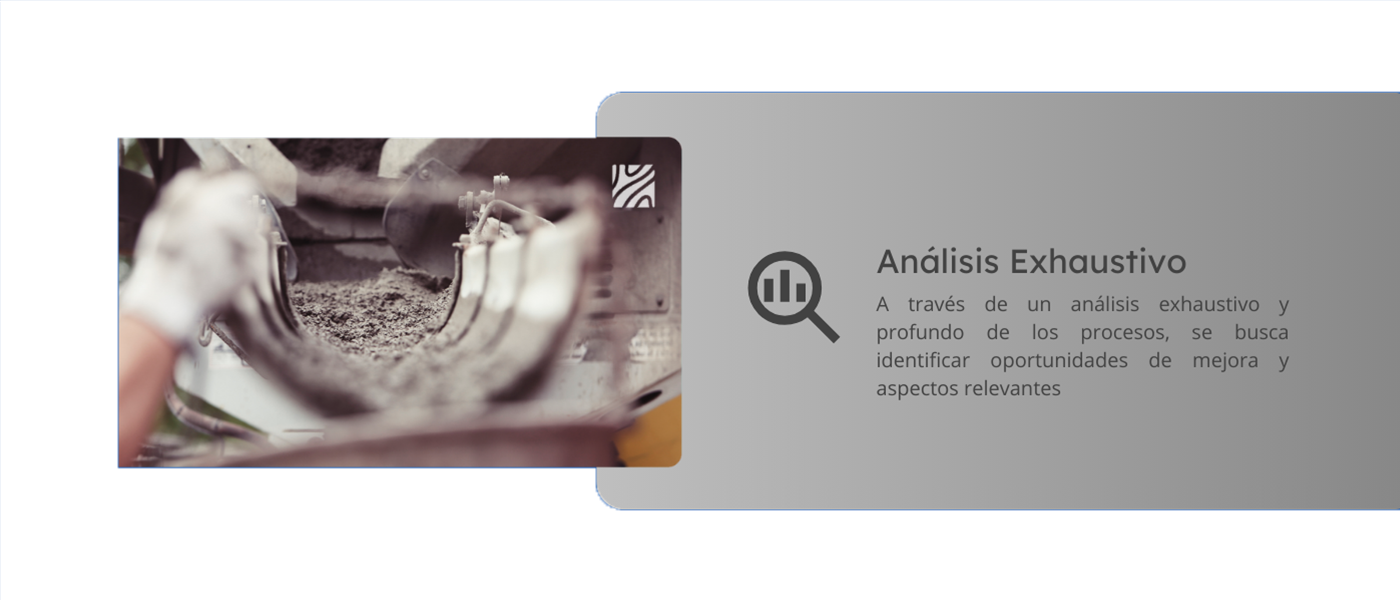 Análisis Exhaustivo
A través de un análisis exhaustivo y
profundo de los procesos, se busca
identificar oportunidades de mejora y
aspectos relevantes